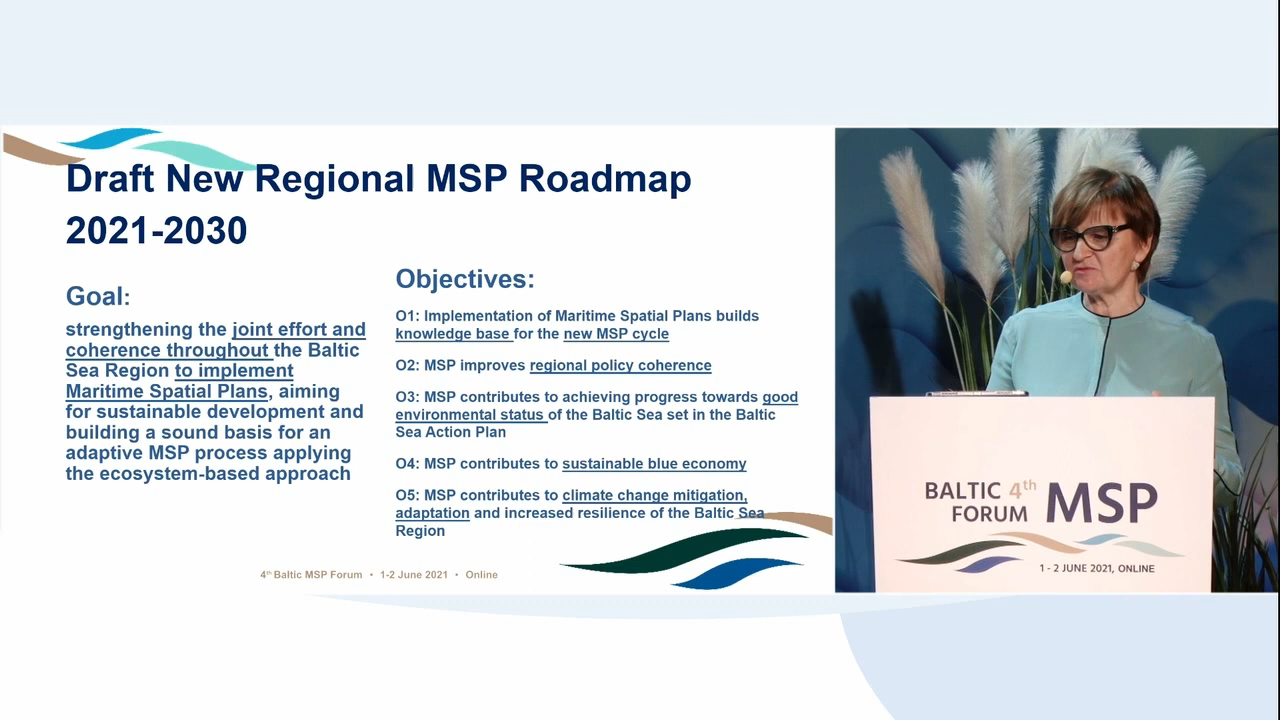 Draft New Regional MSP Roadmap
2021-2030
Goal:
strengthening the joint effort and
coherence throughout the Baltic
Sea Region to implement
Maritime Spatial Plans, aiming
for sustainable development and
building a sound basis for an
adaptive MSP process applying
the ecosystem-based approach
Objectives:
O1: Implementation of Maritime Spatial Plans builds
knowledge base for the new MSP cycle
O2: MSP improves regional policy coherence
O3: MSP contributes to achieving progress towards good
environmental status of the Baltic Sea set in the Baltic
Sea Action Plan
O4: MSP contributes to sustainable blue economy
O5: MSP contributes to climate change mitigation,
adaptation and increased resilience of the Baltic Sea
Region
4th Baltic MSP Forum • 1-2 June 2021 • Online
BALTIC 4th
FORUM MSP
1 - 2 JUNE 2021, ONLINE